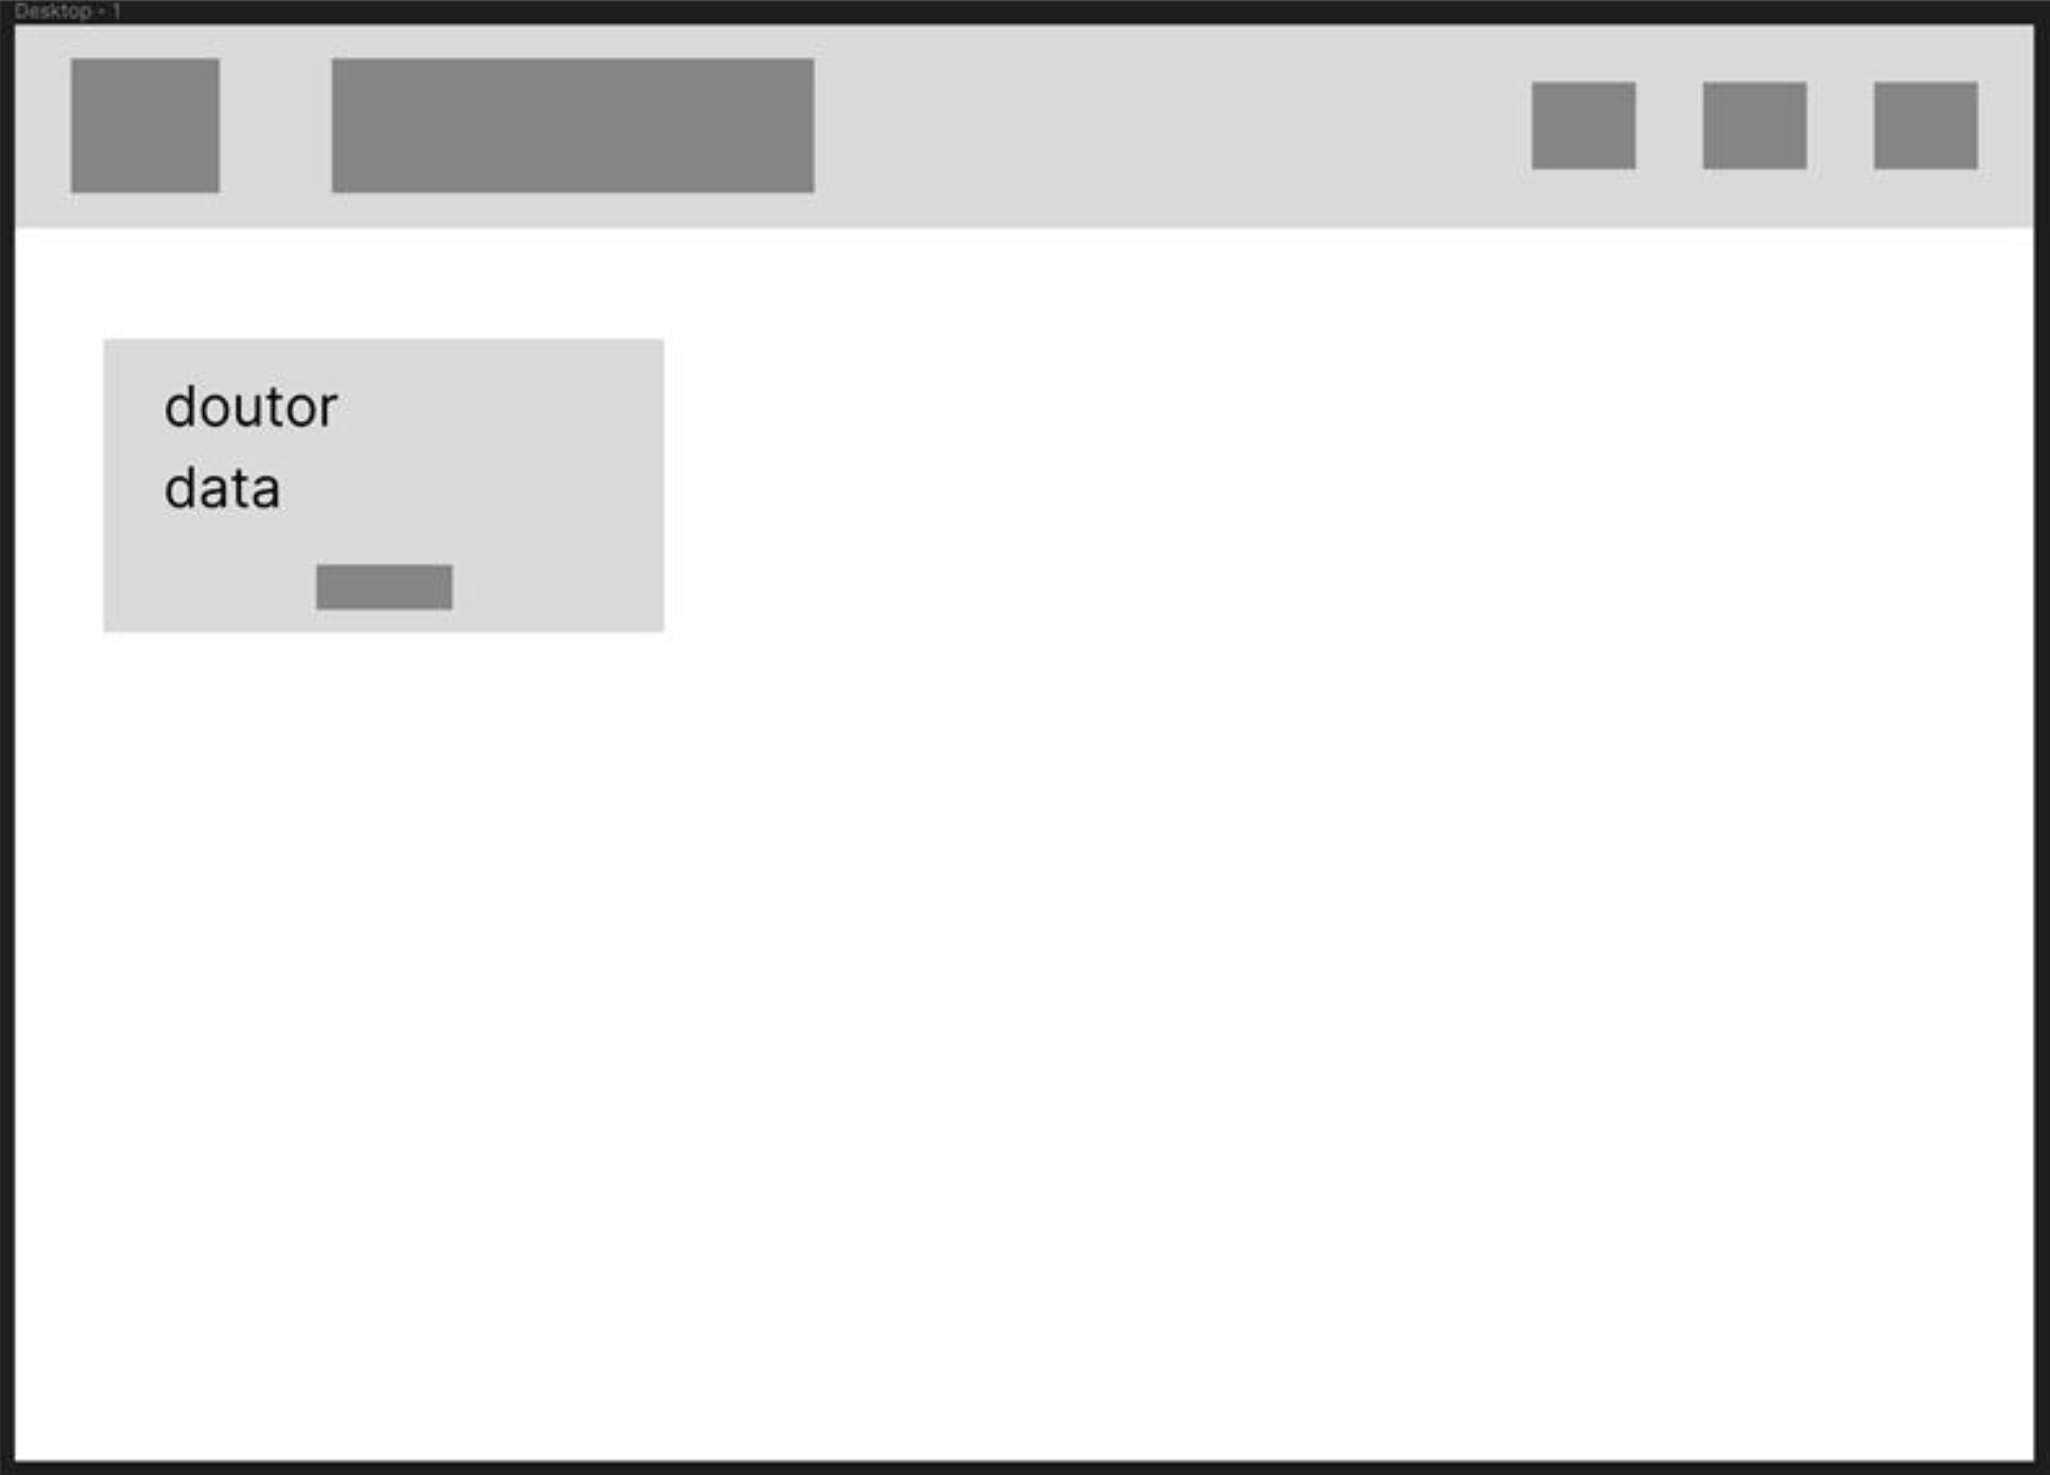 Desktop - 1
doutor
data